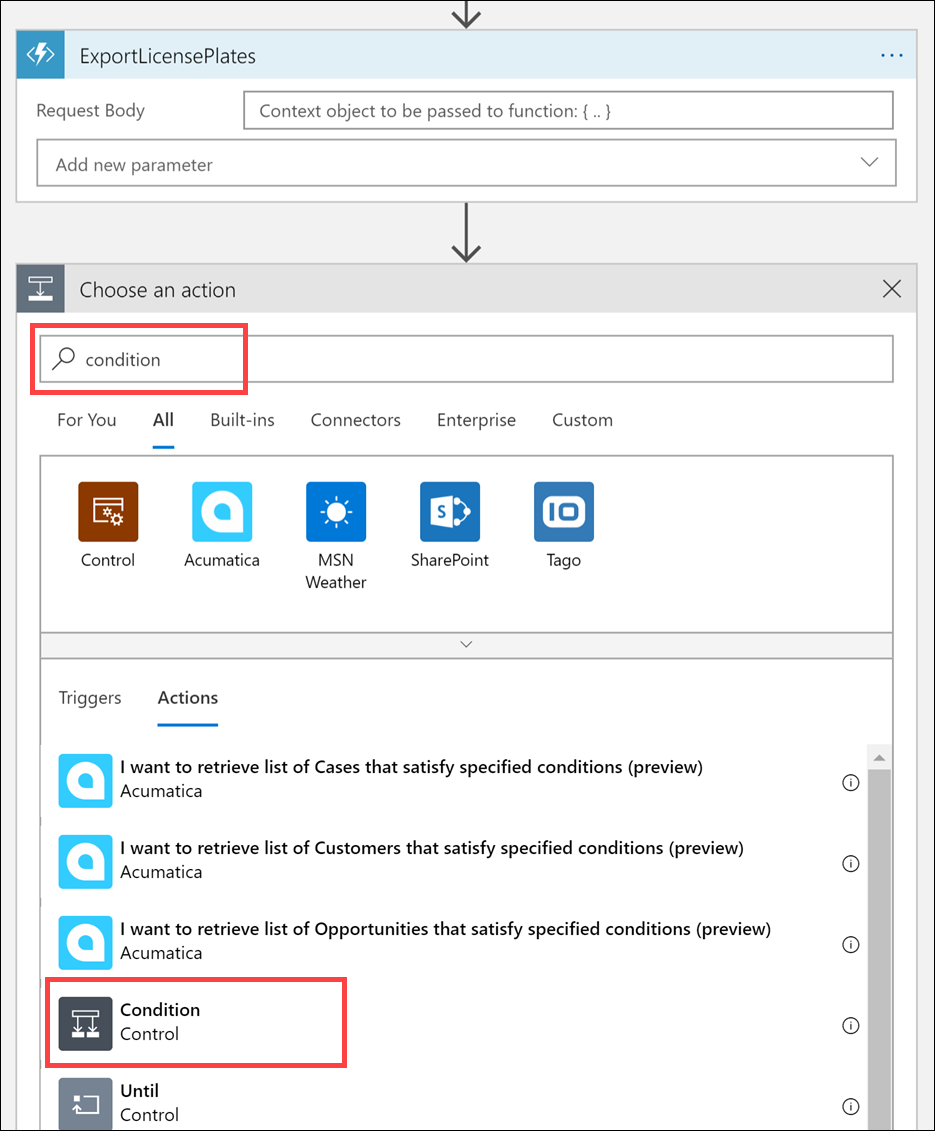 ExportLicensePlates
Request Body
Context object to be passed to function: { .. }
Add new parameter
Choose an action
condition
For You All Built-ins Connectors Enterprise Custom
Control Acumatica MSN Weather SharePoint Tago
Triggers Actions
I want to retrieve list of Cases that satisfy specified conditions (preview)
Acumatica
I want to retrieve list of Customers that satisfy specified conditions (preview)
Acumatica
I want to retrieve list of Opportunities that satisfy specified conditions (preview)
Acumatica
Condition
Control
Until
Control